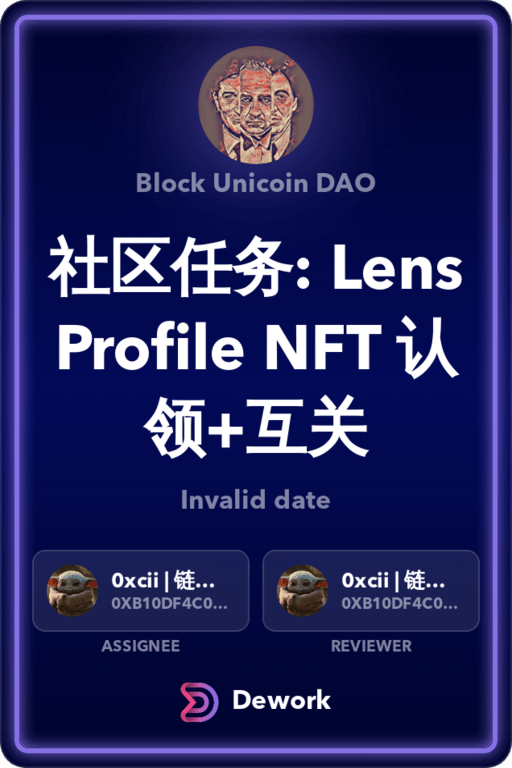 Block Unicoin DAO
社区任务: Lens
Profile NFT 认
领+互关
Invalid date
0xcii | 链...
0XB10DF4C0...
ASSIGNEE
0xcii | 链...
0XB10DF4C0...
REVIEWER
Dework